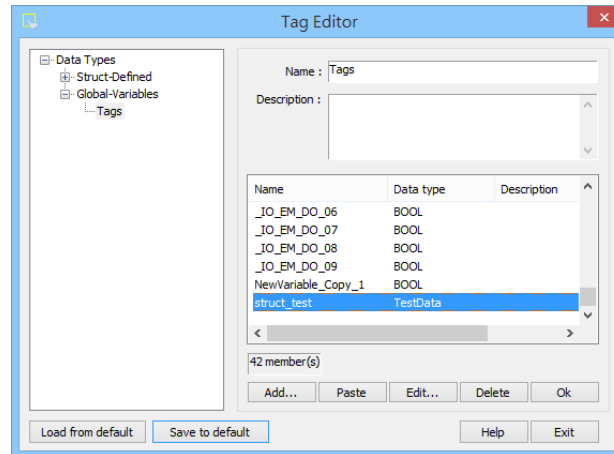 Tag Editor
Data Types
Struct-Defined
Global-Variables
Tags
Name : Tags
Description :
Name Data type Description
_IO_EM_DO_06 BOOL
_IO_EM_DO_07 BOOL
_IO_EM_DO_08 BOOL
_IO_EM_DO_09 BOOL
NewVariable_Copy_1 BOOL
struct_test TestData
42 member(s)
Add... Paste Edit... Delete Ok
Load from default Save to default Help Exit